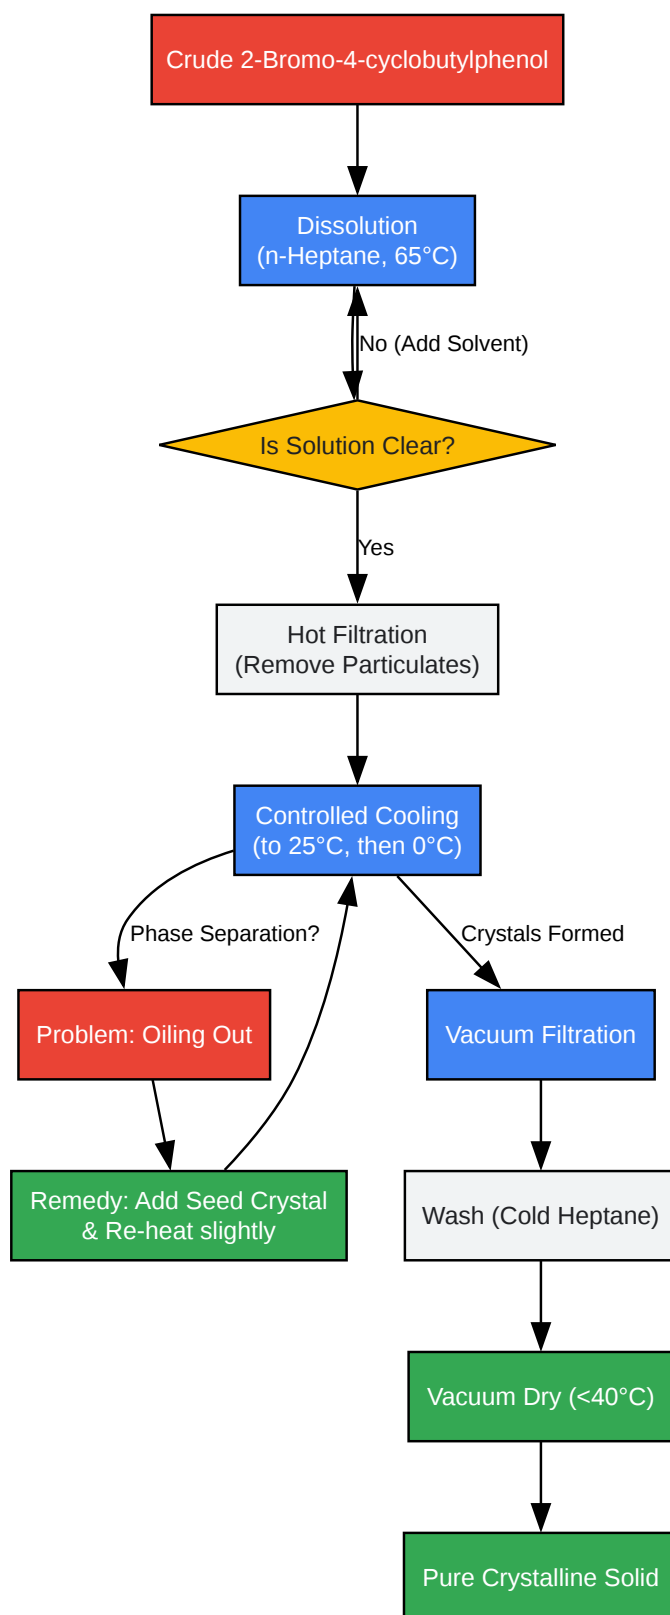 Crude 2-Bromo-4-cyclobutylphenol
Dissolution
(n-Heptane, 65°C)
No (Add Solvent)
Is Solution Clear?
Yes
Hot Filtration
(Remove Particulates)
Controlled Cooling
(to 25°C, then 0°C)
Phase Separation?
Crystals Formed
Problem: Oiling Out
Vacuum Filtration
Remedy: Add Seed Crystal
& Re-heat slightly
Wash (Cold Heptane)
Vacuum Dry (<40°C)
Pure Crystalline Solid